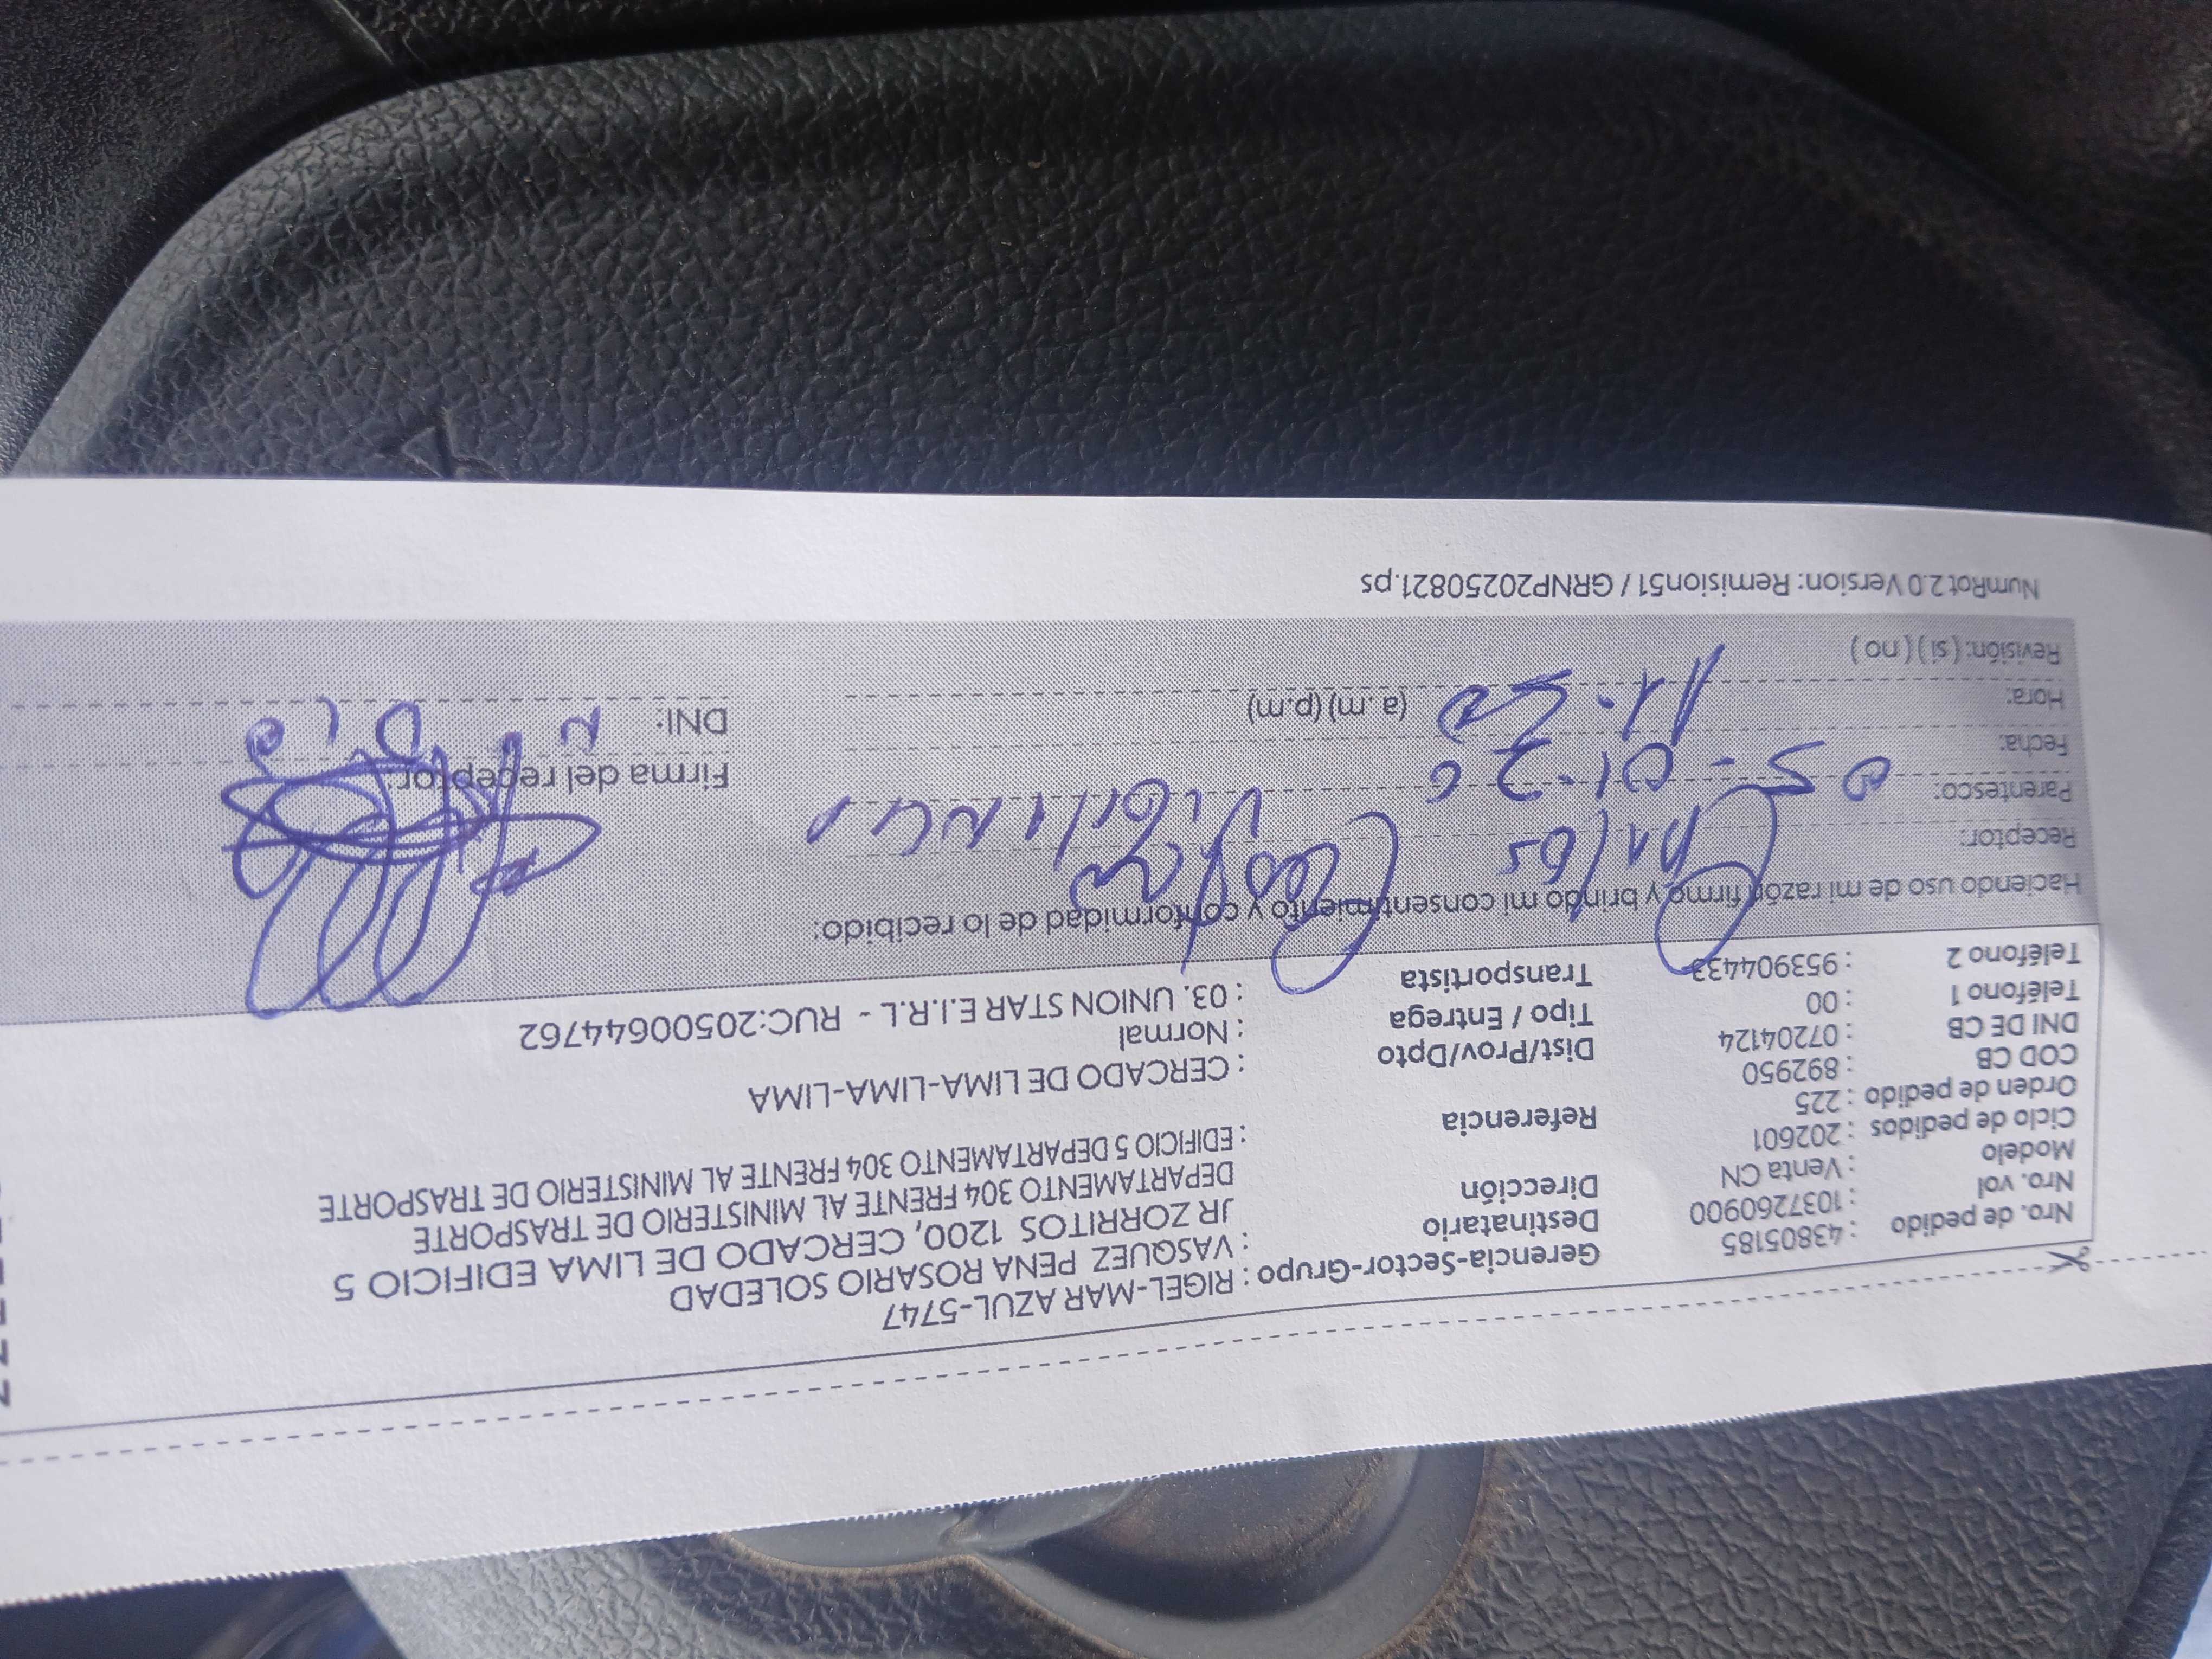 Nro. de pedido : 43805185
Nro. vol : 1037260900
Modelo : Venta CN
Ciclo de pedidos : 202601
Orden de pedido : 225
COD CB : 892950
DNI DE CB : 07204124
Teléfono 1 : 00
Teléfono 2 : 953904433
Gerencia-Sector-Grupo : RIGEL-MAR AZUL-5747
Destinatario : VASQUEZ PENA ROSARIO SOLEDAD
Dirección JR ZORRITOS 1200, CERCADO DE LIMA EDIFICIO 5
DEPARTAMENTO 304 FRENTE AL MINISTERIO DE TRASPORTE
Referencia : EDIFICIO 5 DEPARTAMENTO 304 FRENTE AL MINISTERIO DE TRASPORTE
Dist/Prov/Dpto : CERCADO DE LIMA-LIMA-LIMA
Tipo / Entrega : Normal
Transportista : 03. UNION STAR E.I.R.L - RUC:20500644762
Haciendo uso de mi razón firmo y brindo mi consentimiento y conformidad de lo recibido:
Receptor: Carlos
Parentesco: Vigilancia
Fecha: 05-01-26
Hora: 11.50 (a.m) (p.m)
Revisión: ( si ) ( no )
Firma del receptor:
DNI:
NumRot 2.0 Version: Remision51 / GRNP20250821.ps